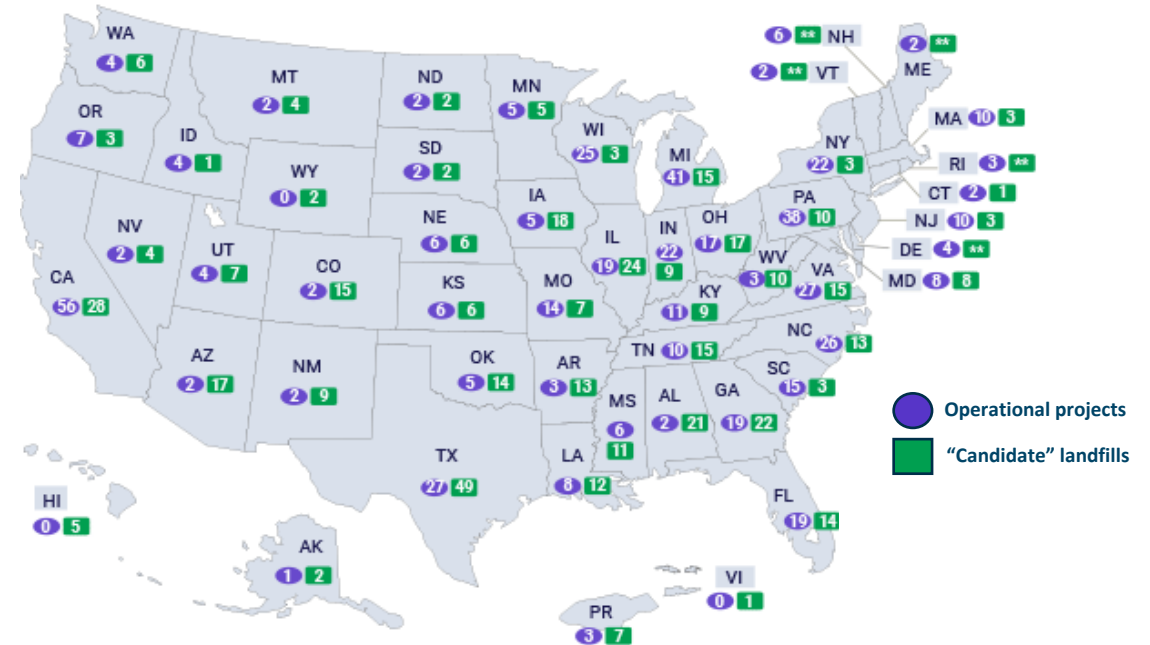 WA
4 6
OR
7 3
CA
56 28
ID
4 1
NV
2 4
MT
2 4
WY
0 2
UT
4 7
AZ
2 17
CO
2 15
NM
2 9
ND
2 2
SD
2 2
NE
6 6
KS
6 6
OK
5 14
TX
27 49
MN
5 5
IA
5 18
MO
14 7
AR
3 13
LA
8 12
WI
25 3
IL
19 24
MI
41 15
IN
22
9
OH
17 17
KY
11 9
TN 10 15
MS
6
11
AL
2 21
GA
19 22
FL
19 14
SC
15 3
NC
26 13
VA
27 15
WV
3 10
PA
38 10
NY
22 3
6 ** NH
2 ** VT
2 **
ME
MA 10 3
RI 3 **
CT 2 1
NJ 10 3
DE 4 **
MD 8 8
Operational projects
“Candidate” landfills
HI
0 5
AK
1 2
PR
3 7
VI
0 1